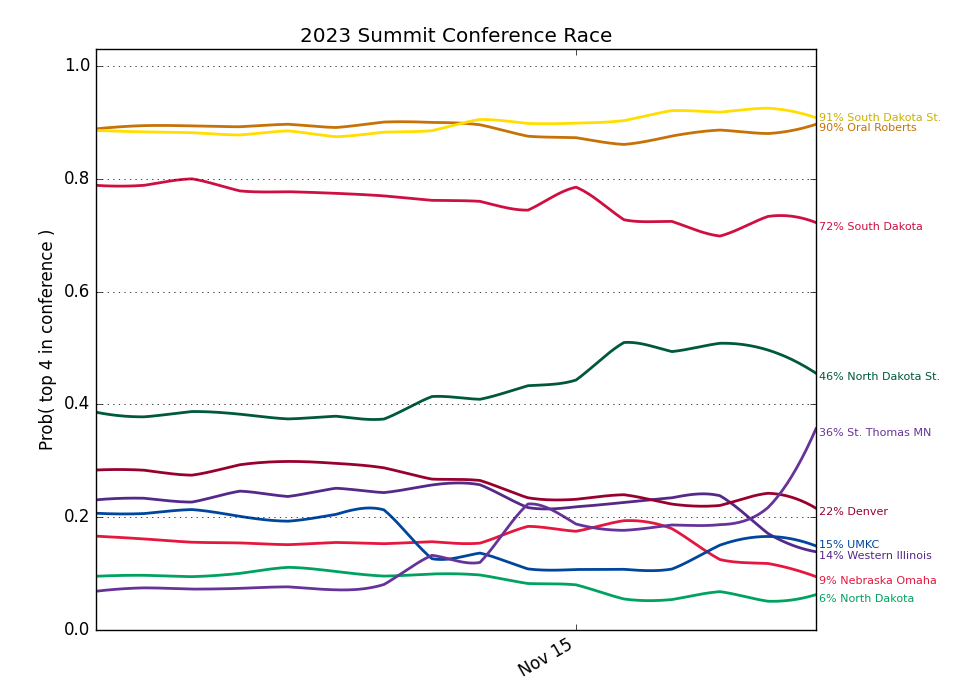 2023 Summit Conference Race
Prob( top 4 in conference )
1.0
0.8
0.6
0.4
0.2
0.0
Nov 15
91% South Dakota St.
90% Oral Roberts
72% South Dakota
46% North Dakota St.
36% St. Thomas MN
22% Denver
15% UMKC
14% Western Illinois
9% Nebraska Omaha
6% North Dakota